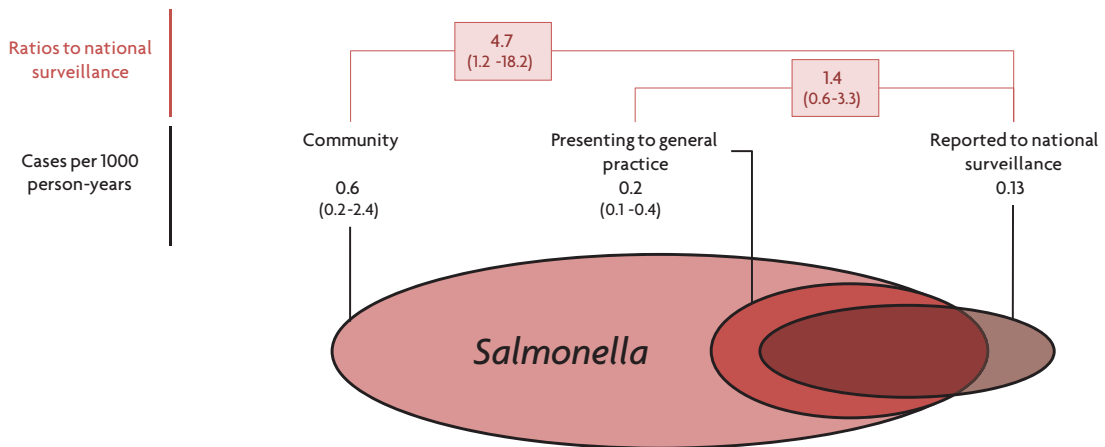 Ratios to national
surveillance
4.7
(1.2 -18.2)
1.4
(0.6-3.3)
Cases per 1000
person-years
Community
0.6
(0.2-2.4)
Presenting to general
practice
0.2
(0.1 -0.4)
Reported to national
surveillance
0.13
Salmonella